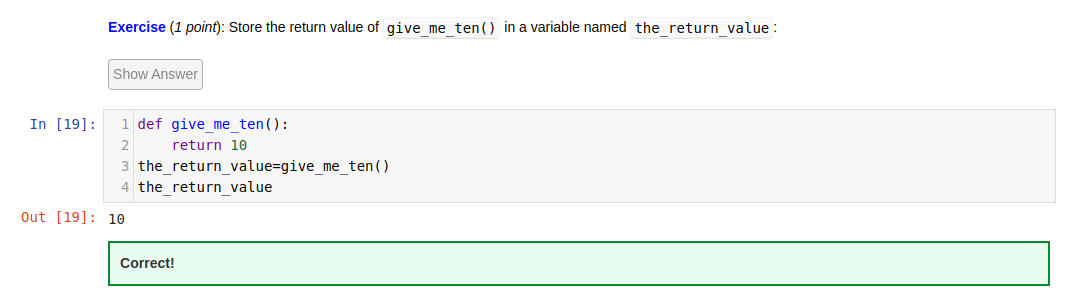 Exercise (1 point): Store the return value of give_me_ten() in a variable named the_return_value:
Show Answer
In [19]:
1 def give_me_ten():
2     return 10
3 the_return_value=give_me_ten()
4 the_return_value
Out [19]: 10
Correct!